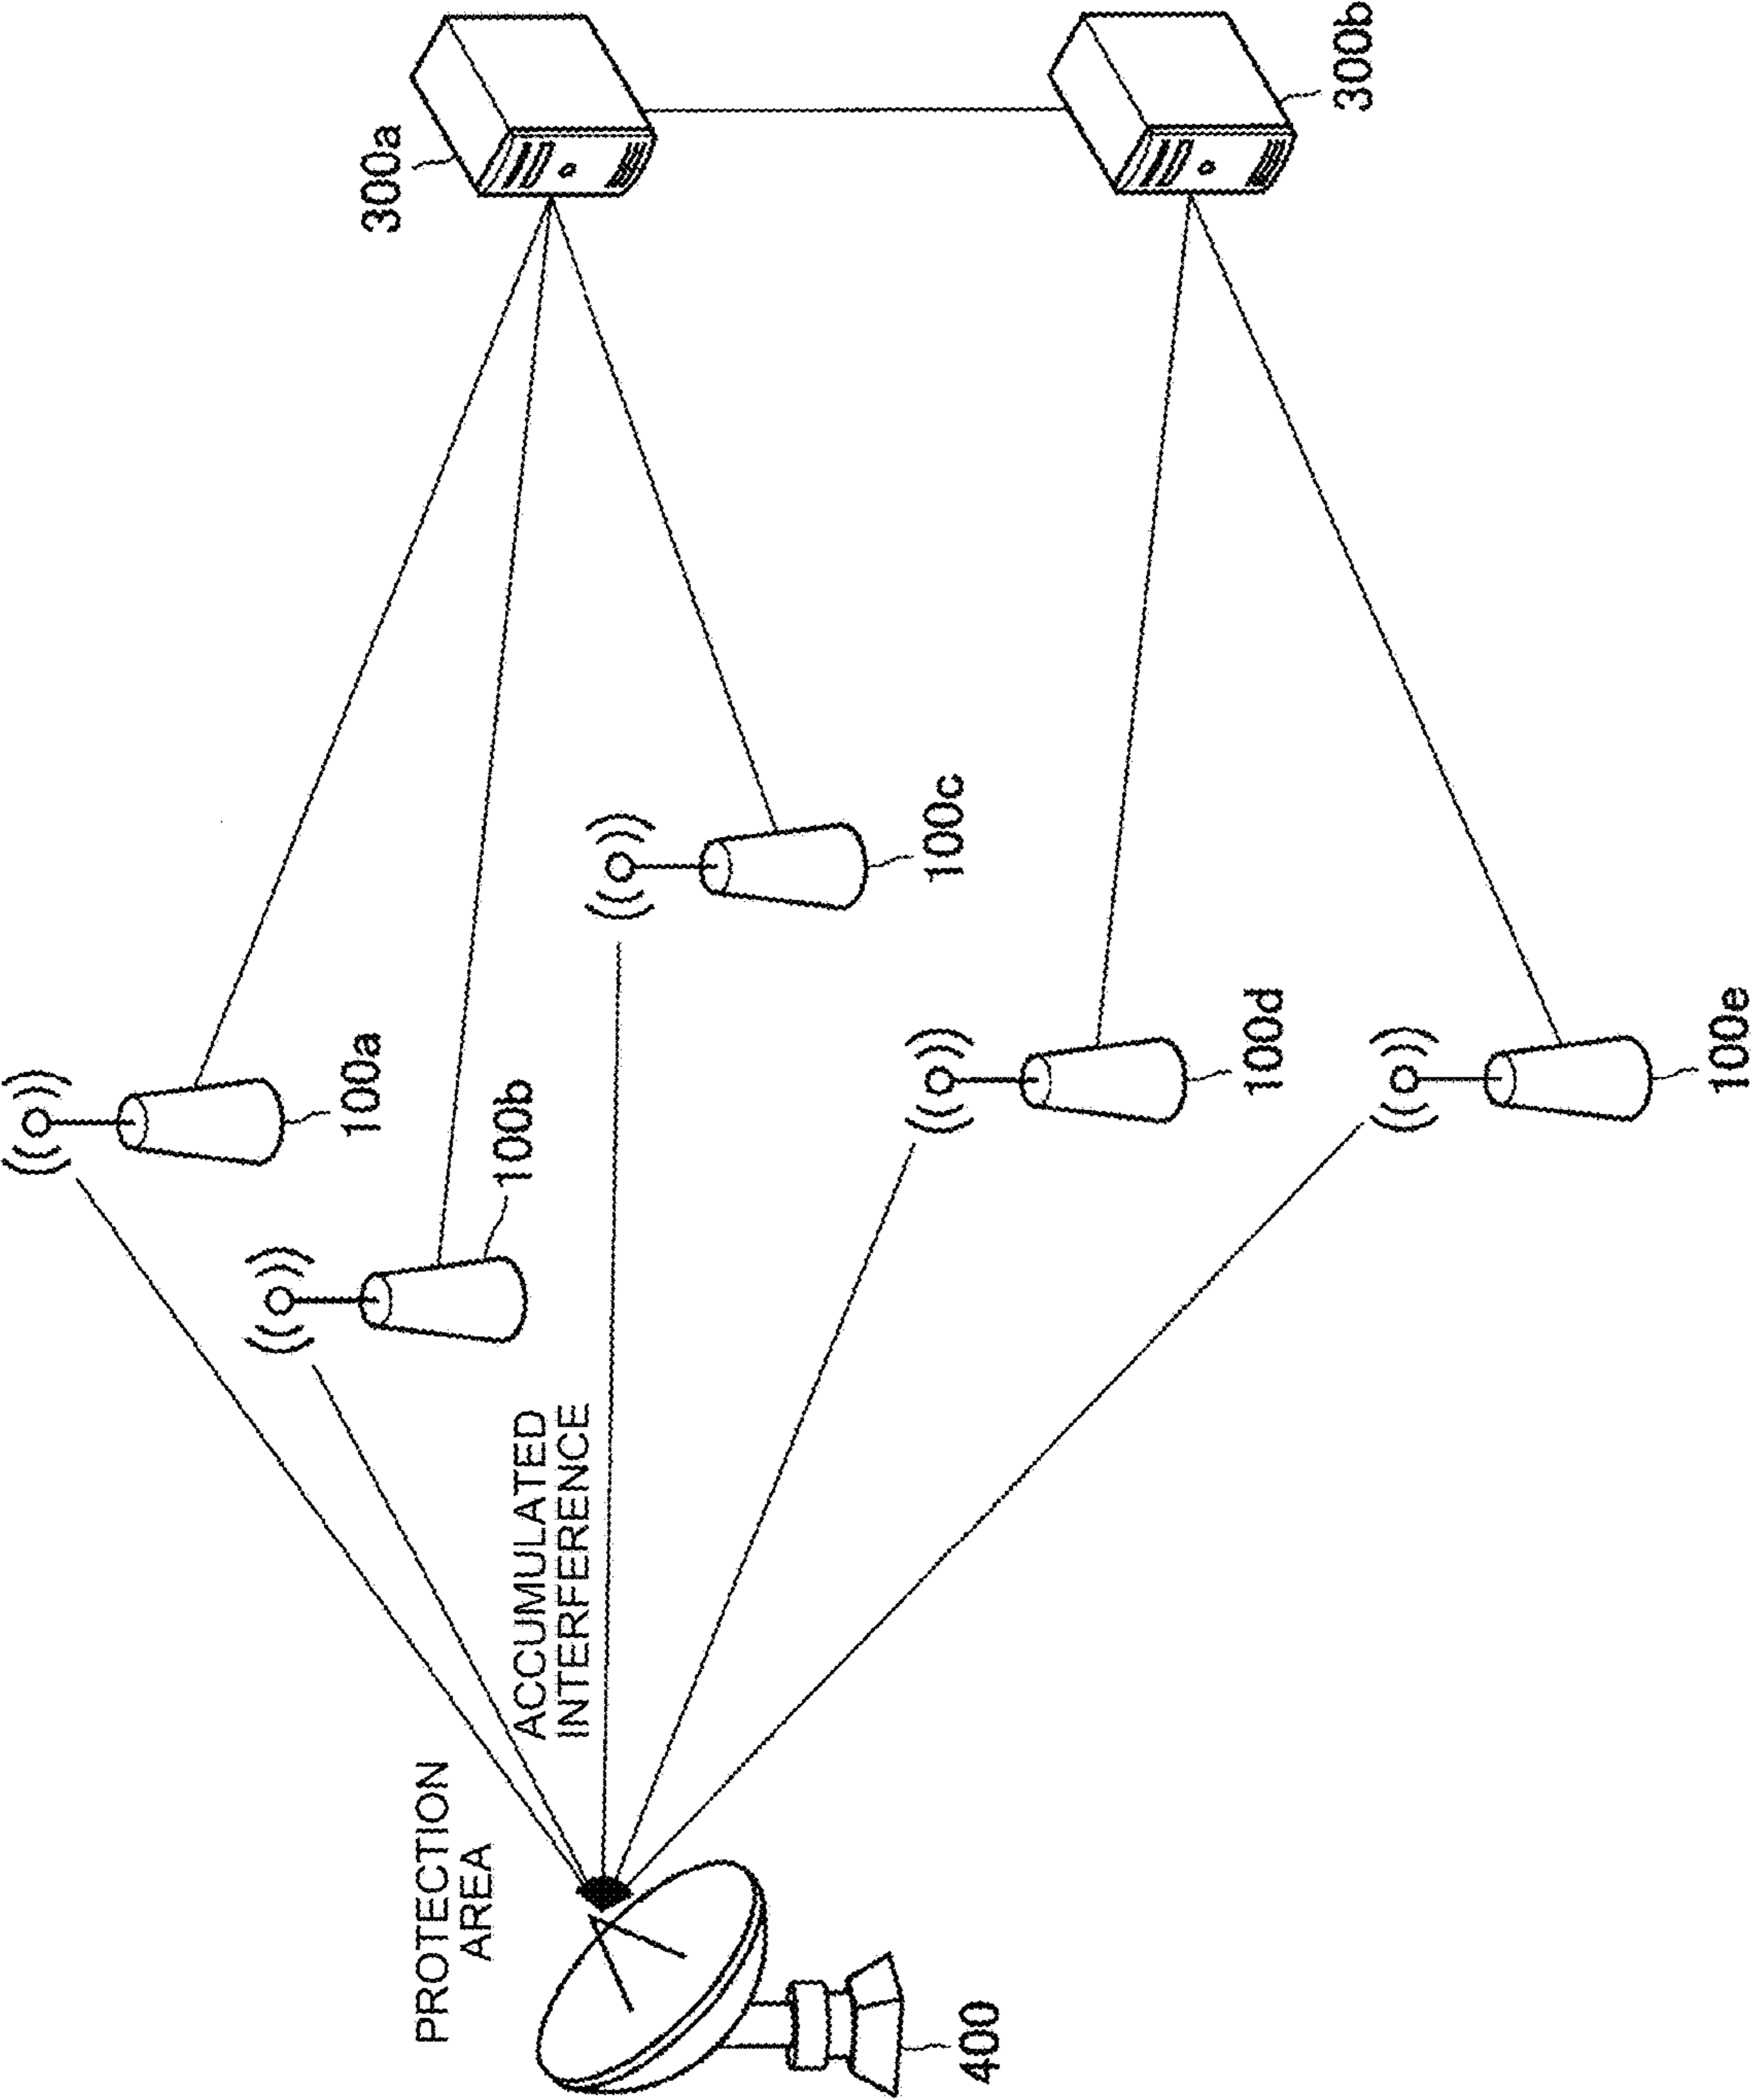 PROTECTION
AREA
ACCUMULATED
INTERFERENCE
400
100a
100b
100c
100d
100e
300a
300b